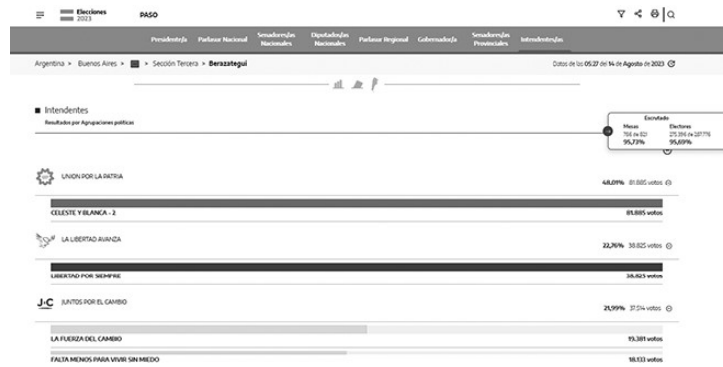 Elecciones
2023
PASO
Presidente/a
Parlasur Nacional
Senadores/as
Nacionales
Diputados/as
Nacionales
Parlasur Regional
Gobernador/a
Senadores/as
Provinciales
Intendentes/as
Argentina > Buenos Aires > > Sección Tercera > Berazategui
Datos de las 05:27 del 14 de Agosto de 2023
Intendentes
Resultados por Agrupaciones políticas
Escrutado
Mesas Electores
786 de 821
95,73% 95,69%
UNION POR LA PATRIA
48,01% 81.885 votos
CELESTE Y BLANCA - 2 81.885 votos
LA LIBERTAD AVANZA
22,76% 38.825 votos
LIBERTAD POR SIEMPRE 38.825 votos
J×C JUNTOS POR EL CAMBIO
21,99% 37.514 votos
LA FUERZA DEL CAMBIO 19.381 votos
FALTA MENOS PARA VIVIR SIN MIEDO 18.133 votos